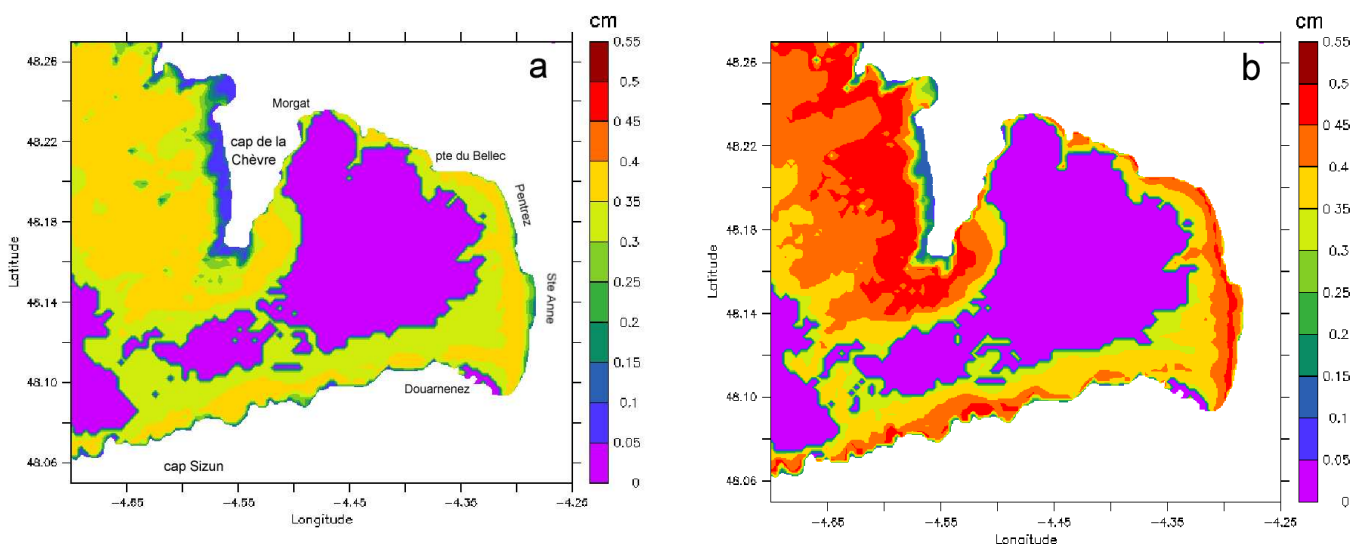 cm
a
0.55
0.5
0.45
0.4
0.35
0.3
0.25
0.2
0.15
0.1
0.05
0
48.26
48.22
48.18
48.14
48.10
48.06
Latitude
Morgat
cap de la
Chèvre
pte du Bellec
Pentrez
Ste Anne
Douarnenez
cap Sizun
-4.65
-4.55
-4.45
-4.35
-4.25
Longitude
cm
b
0.55
0.5
0.45
0.4
0.35
0.3
0.25
0.2
0.15
0.1
0.05
0
48.26
48.22
48.18
48.14
48.10
48.06
Latitude
-4.65
-4.55
-4.45
-4.35
-4.25
Longitude